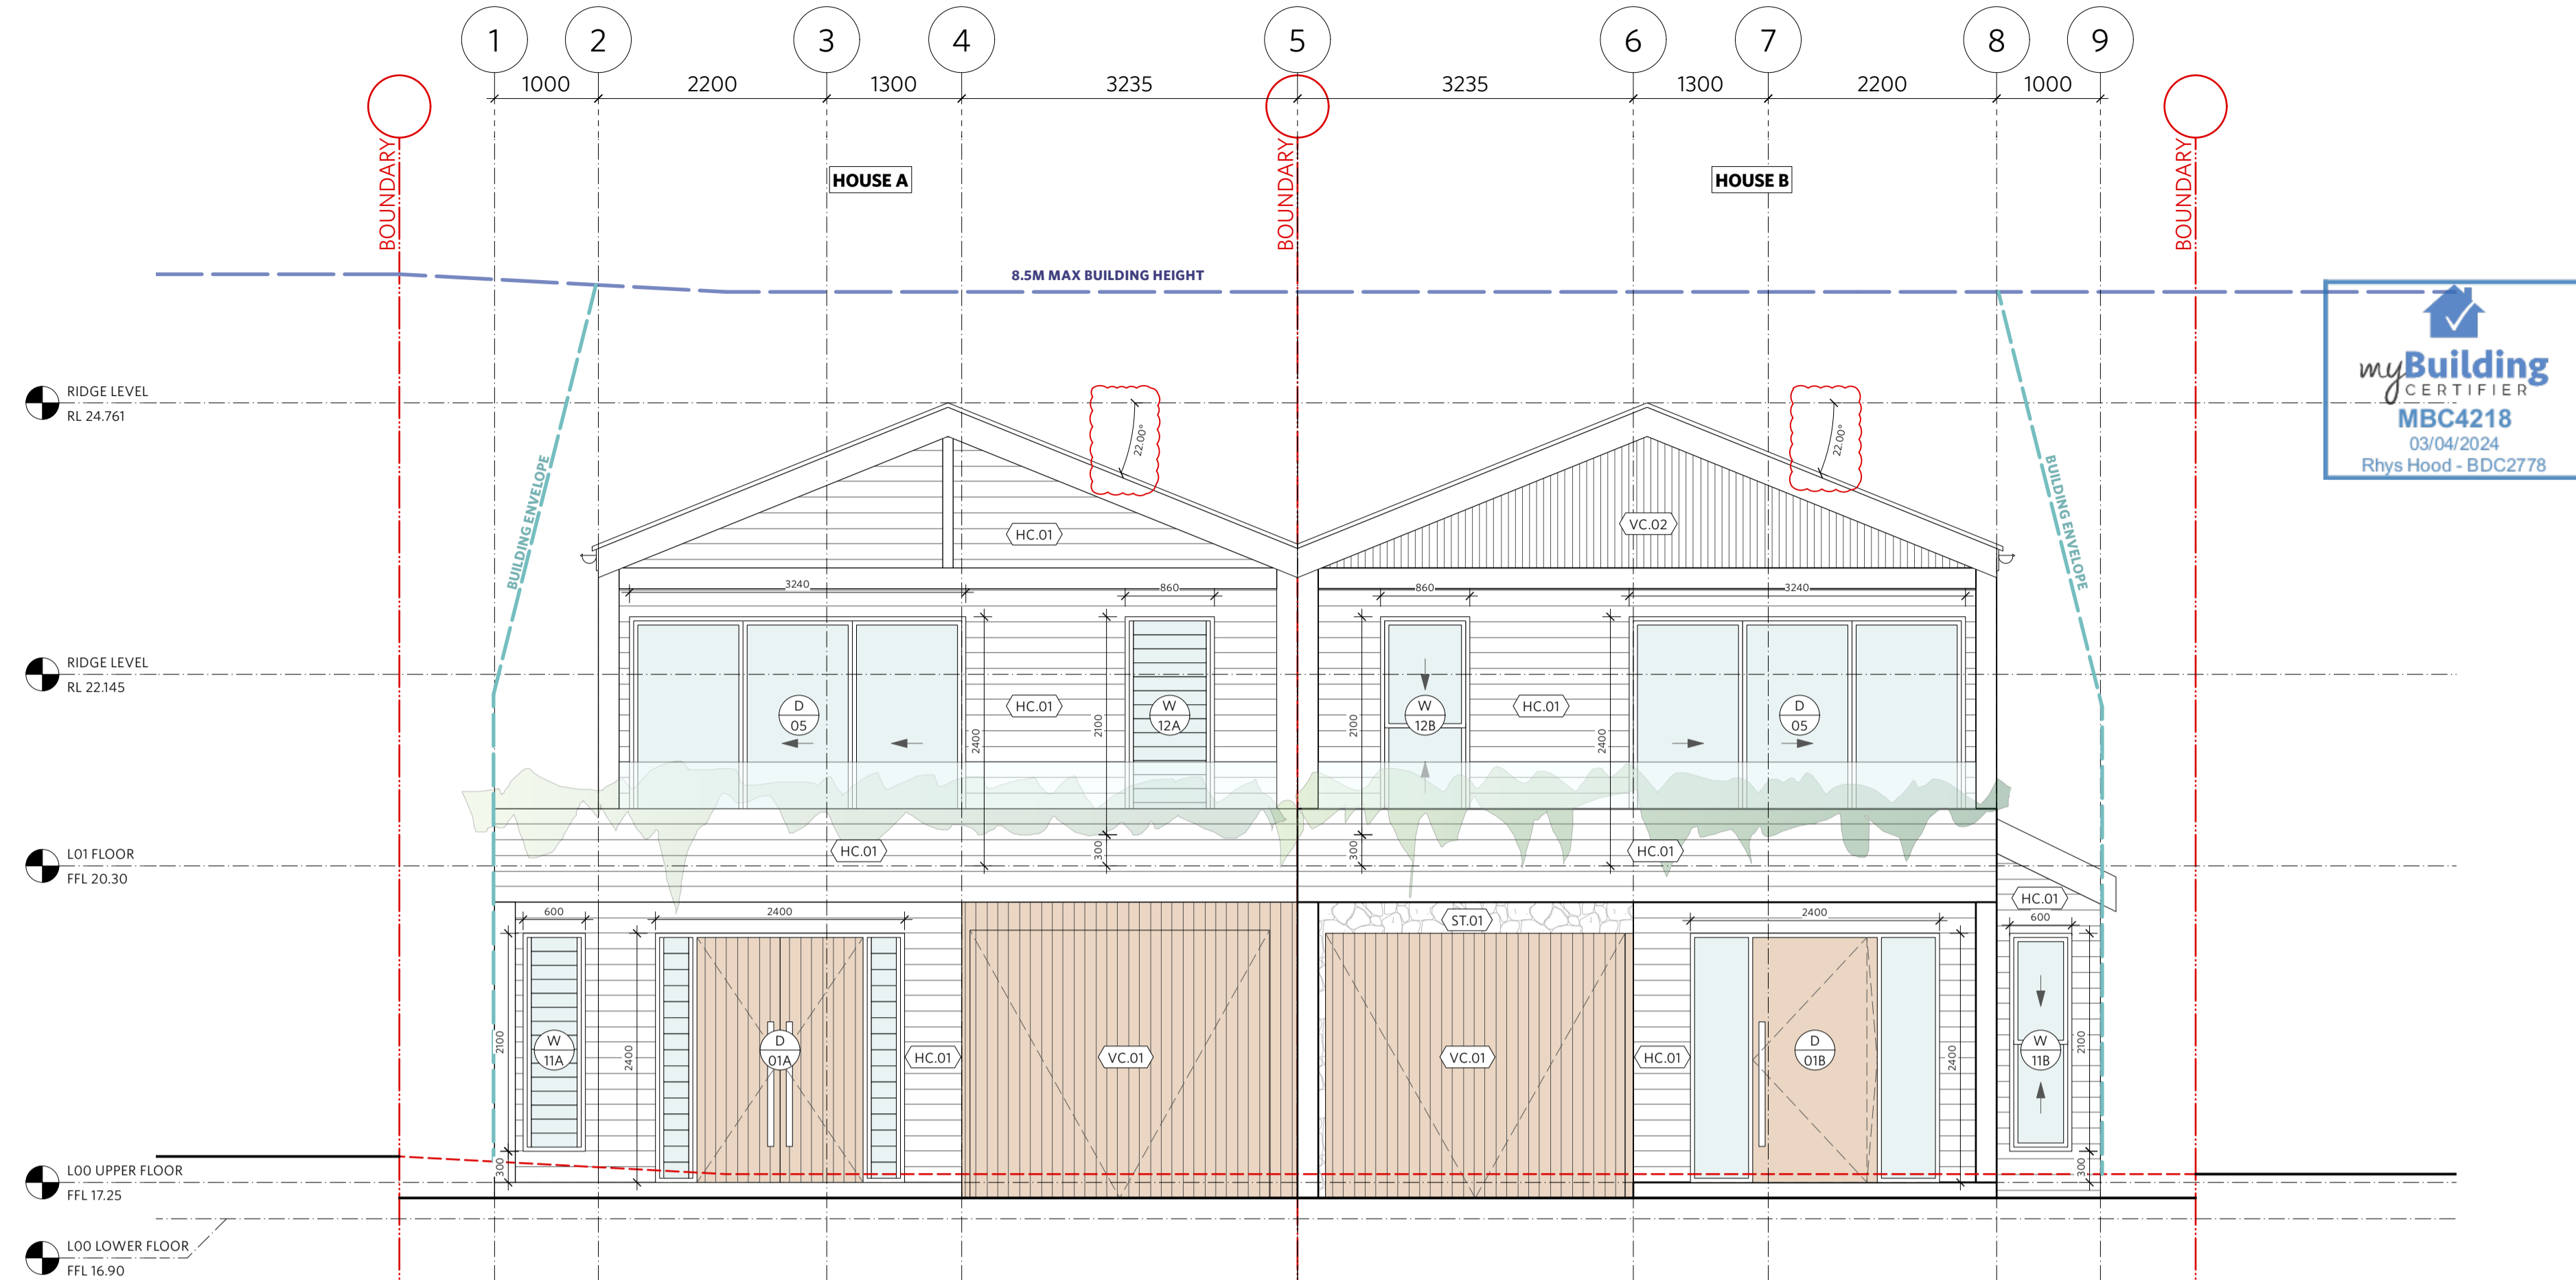 1 2 3 4 5 6 7 8 9
1000 2200 1300 3235 3235 1300 2200 1000
BOUNDARY BOUNDARY BOUNDARY
HOUSE A HOUSE B
8.5M MAX BUILDING HEIGHT
myBuilding
CERTIFIER
MBC4218
03/04/2024
Rhys Hood - BDC2778
RIDGE LEVEL
RL 24.761
22.00° 22.00°
BUILDING ENVELOPE BUILDING ENVELOPE
HC.01 VC.02
3240 860 860 3240
RIDGE LEVEL
RL 22.145
D
05
HC.01
W
12A
W
12B
HC.01
D
05
2400 2100 2100 2400
L01 FLOOR
FFL 20.30
HC.01 300 300 HC.01
HC.01
600 2400 ST.01 2400 600
2100
W
11A
2400
D
01A
HC.01 VC.01 VC.01 HC.01
D
01B
2400
W
11B
2100
300 300
L00 UPPER FLOOR
FFL 17.25
L00 LOWER FLOOR
FFL 16.90